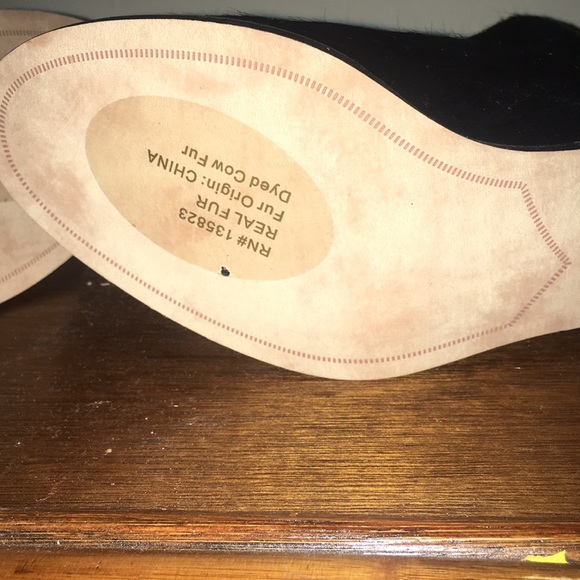 RN# 135823
REAL FUR
Fur Origin: CHINA
Dyed Cow Fur